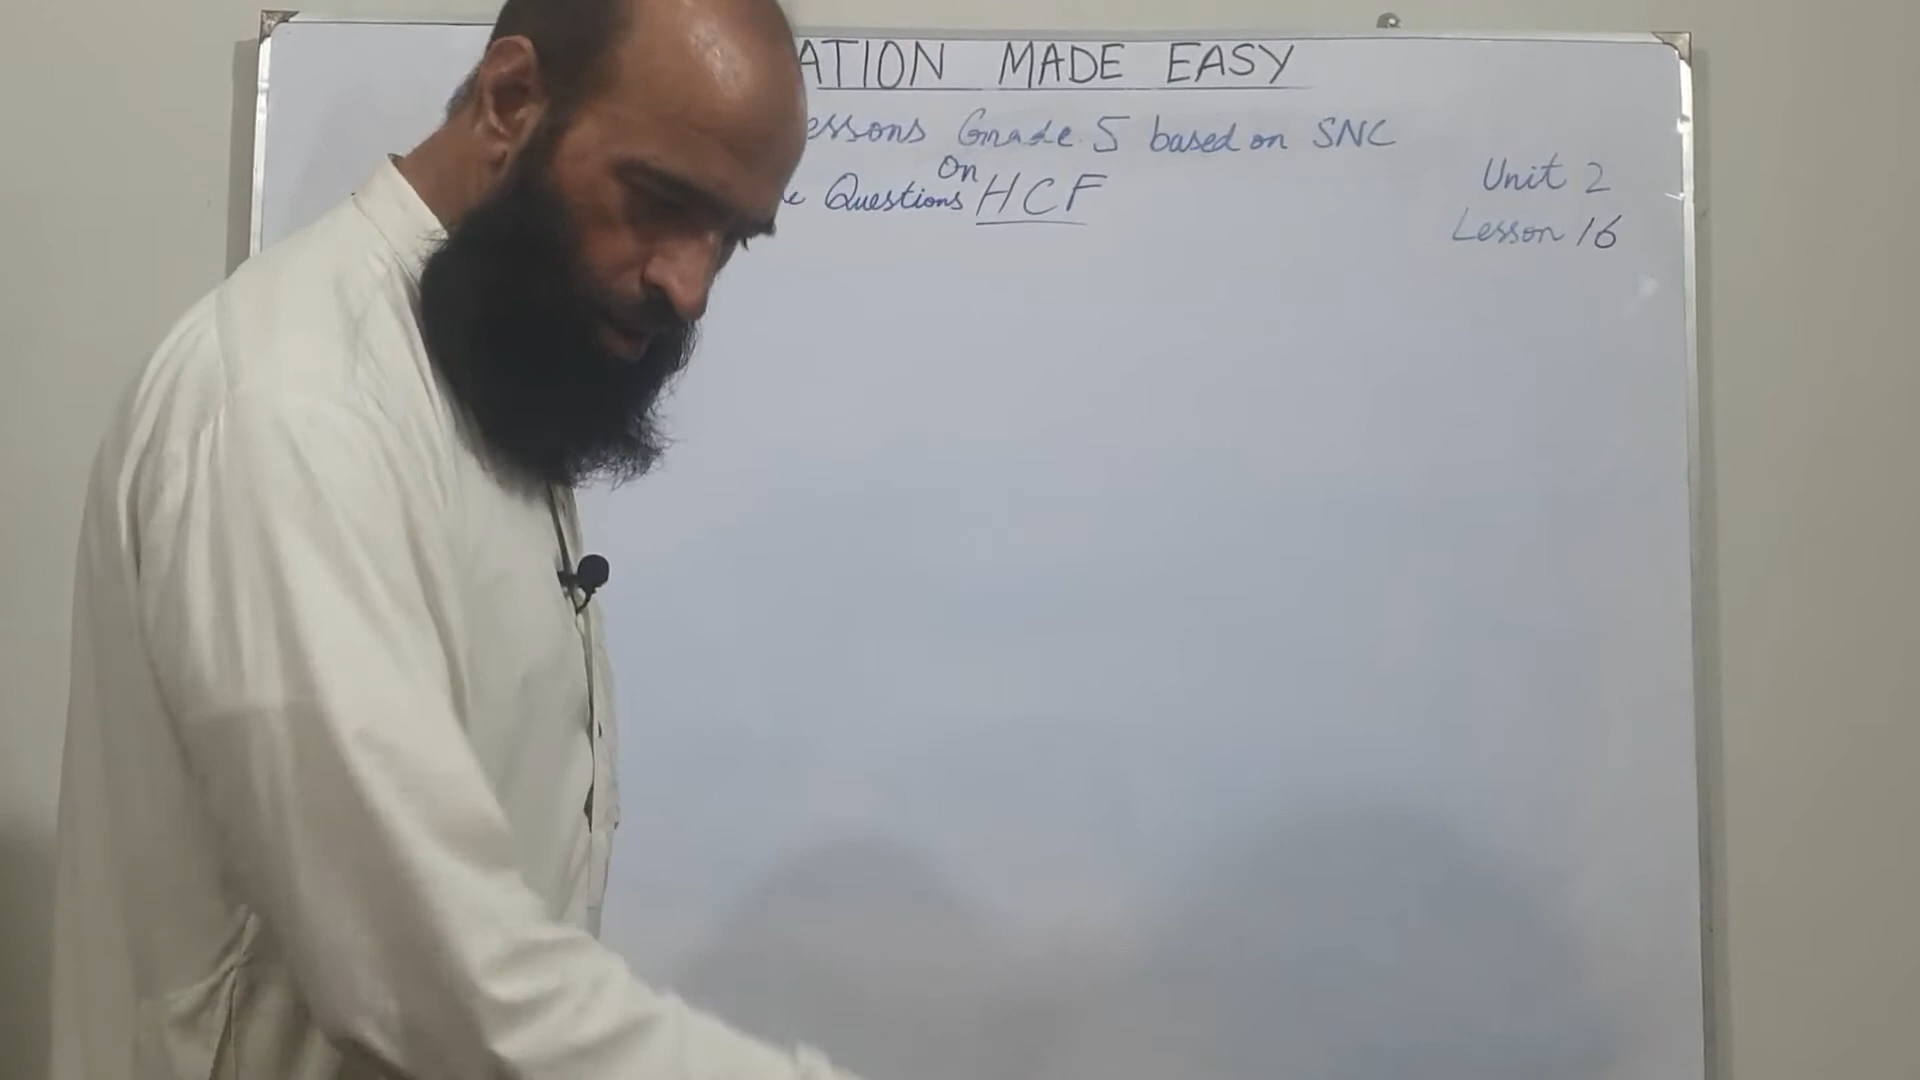 ATION MADE EASY
essons Grade 5 based on SNC
On
Questions HCF
Unit 2
Lesson 16